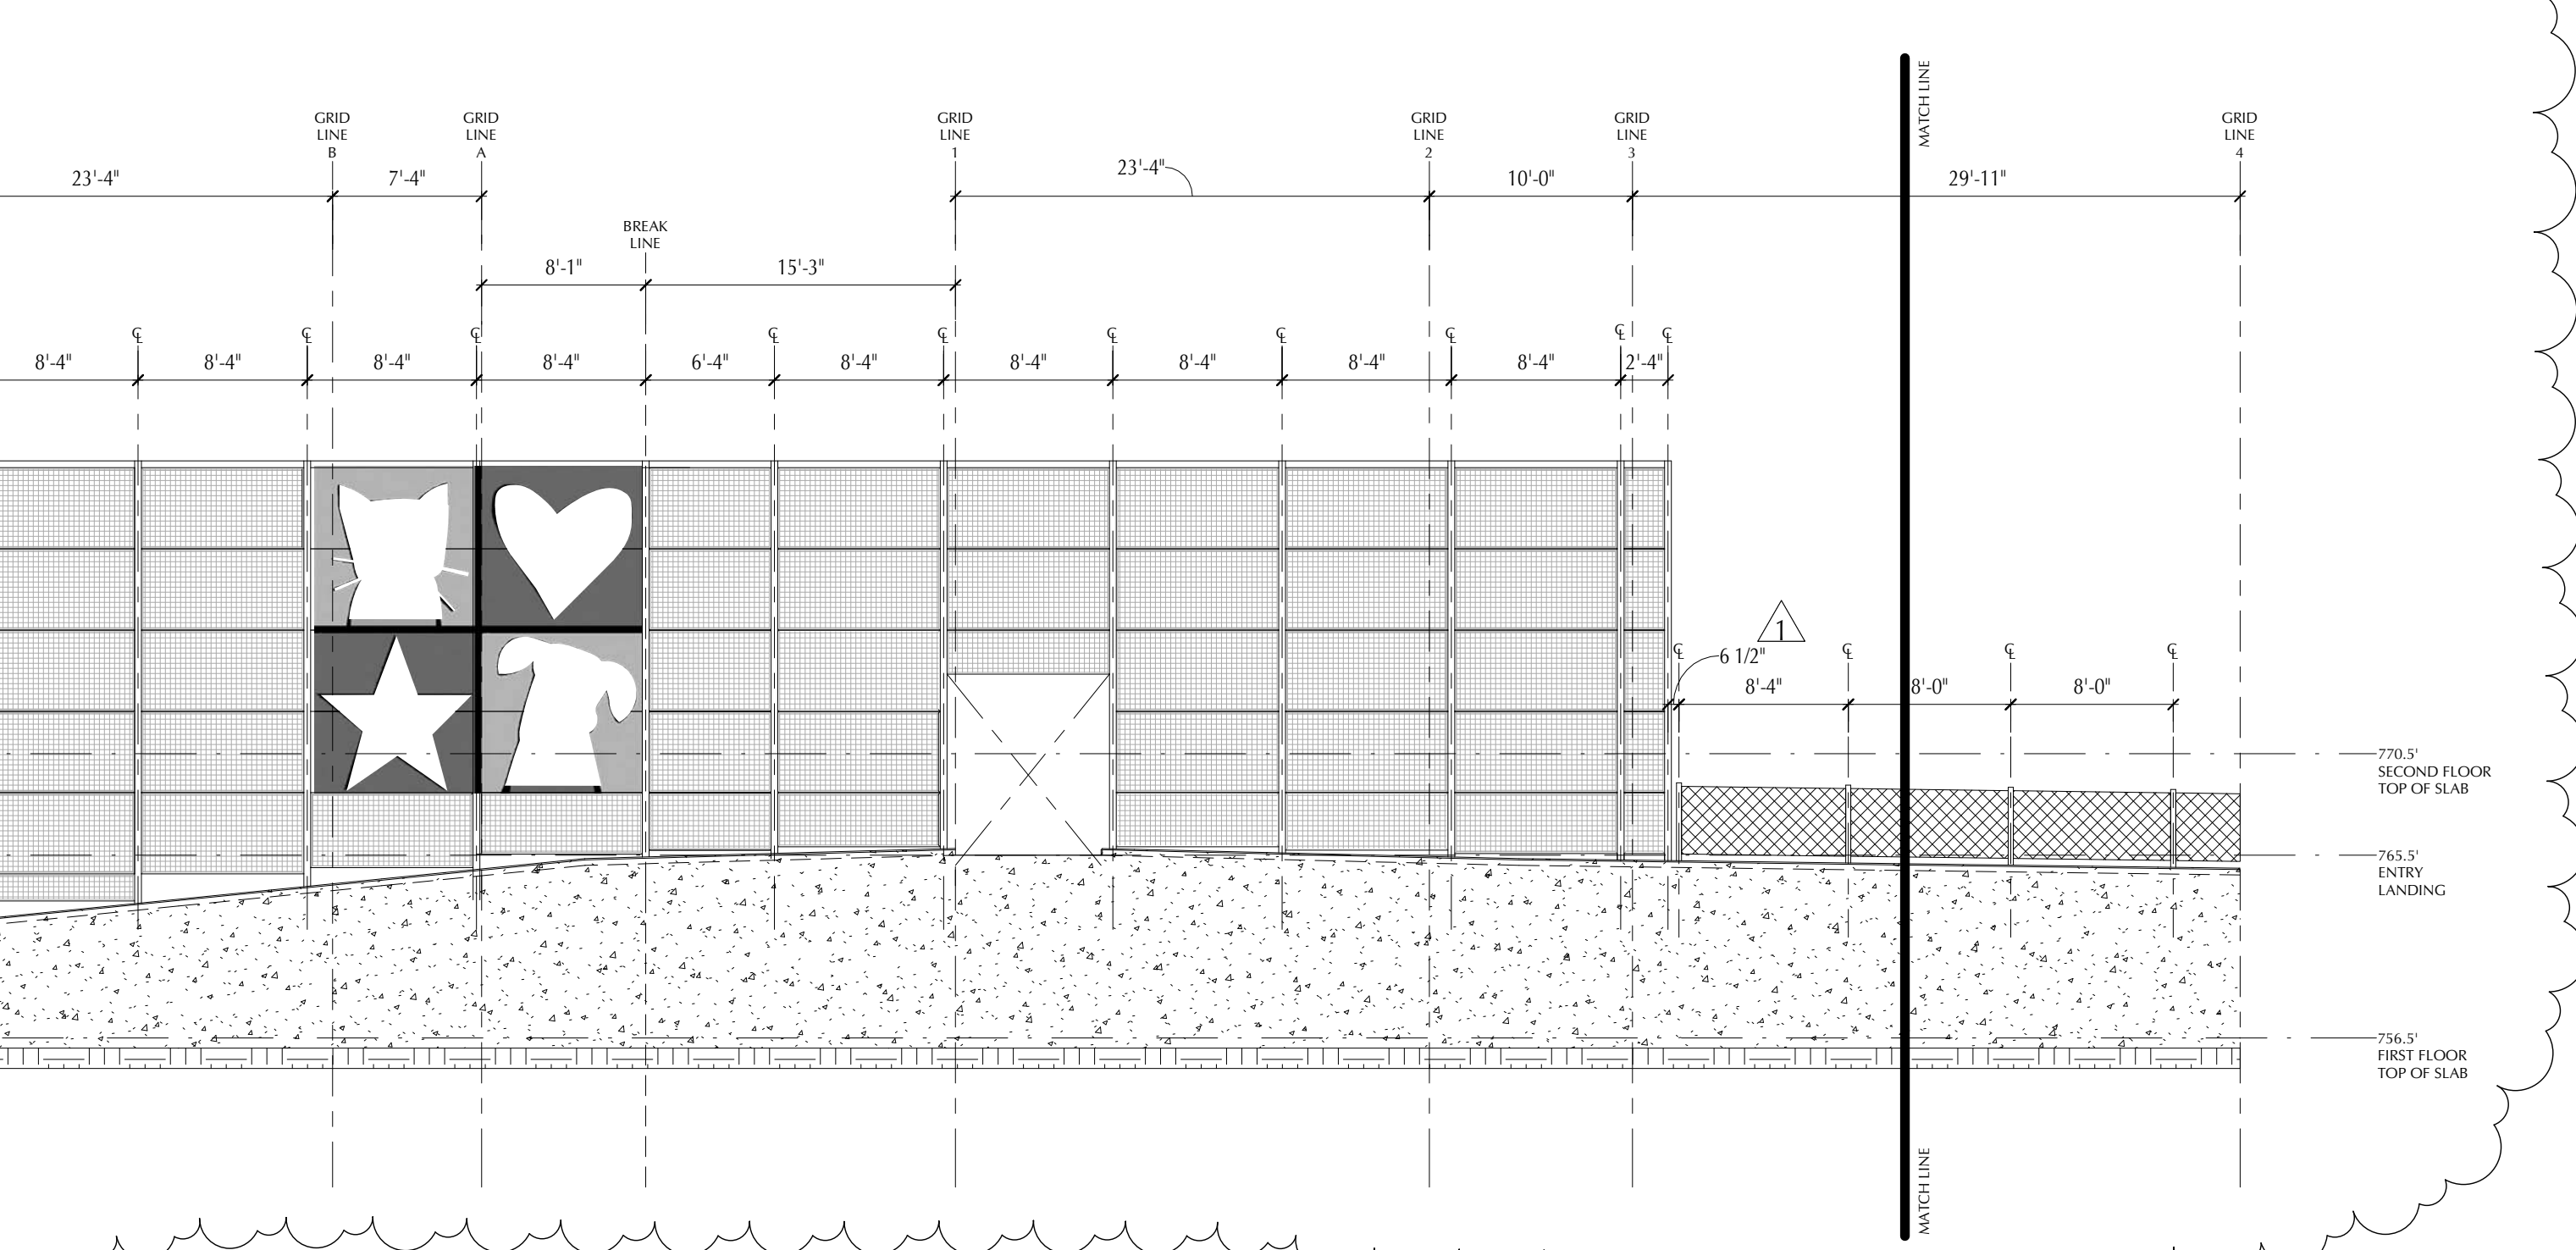 MATCH LINE
GRID
LINE
B
GRID
LINE
A
GRID
LINE
1
GRID
LINE
2
GRID
LINE
3
GRID
LINE
4
23'-4"
7'-4"
23'-4"
10'-0"
29'-11"
BREAK
LINE
8'-1"
15'-3"
℄ ℄ ℄ ℄ ℄ ℄ ℄ ℄ ℄ ℄
8'-4"
8'-4"
8'-4"
8'-4"
6'-4"
8'-4"
8'-4"
8'-4"
8'-4"
8'-4"
2'-4"
1
℄ ℄ ℄ ℄
6 1/2"
8'-4"
8'-0"
8'-0"
770.5'
SECOND FLOOR
TOP OF SLAB
765.5'
ENTRY
LANDING
756.5'
FIRST FLOOR
TOP OF SLAB
MATCH LINE